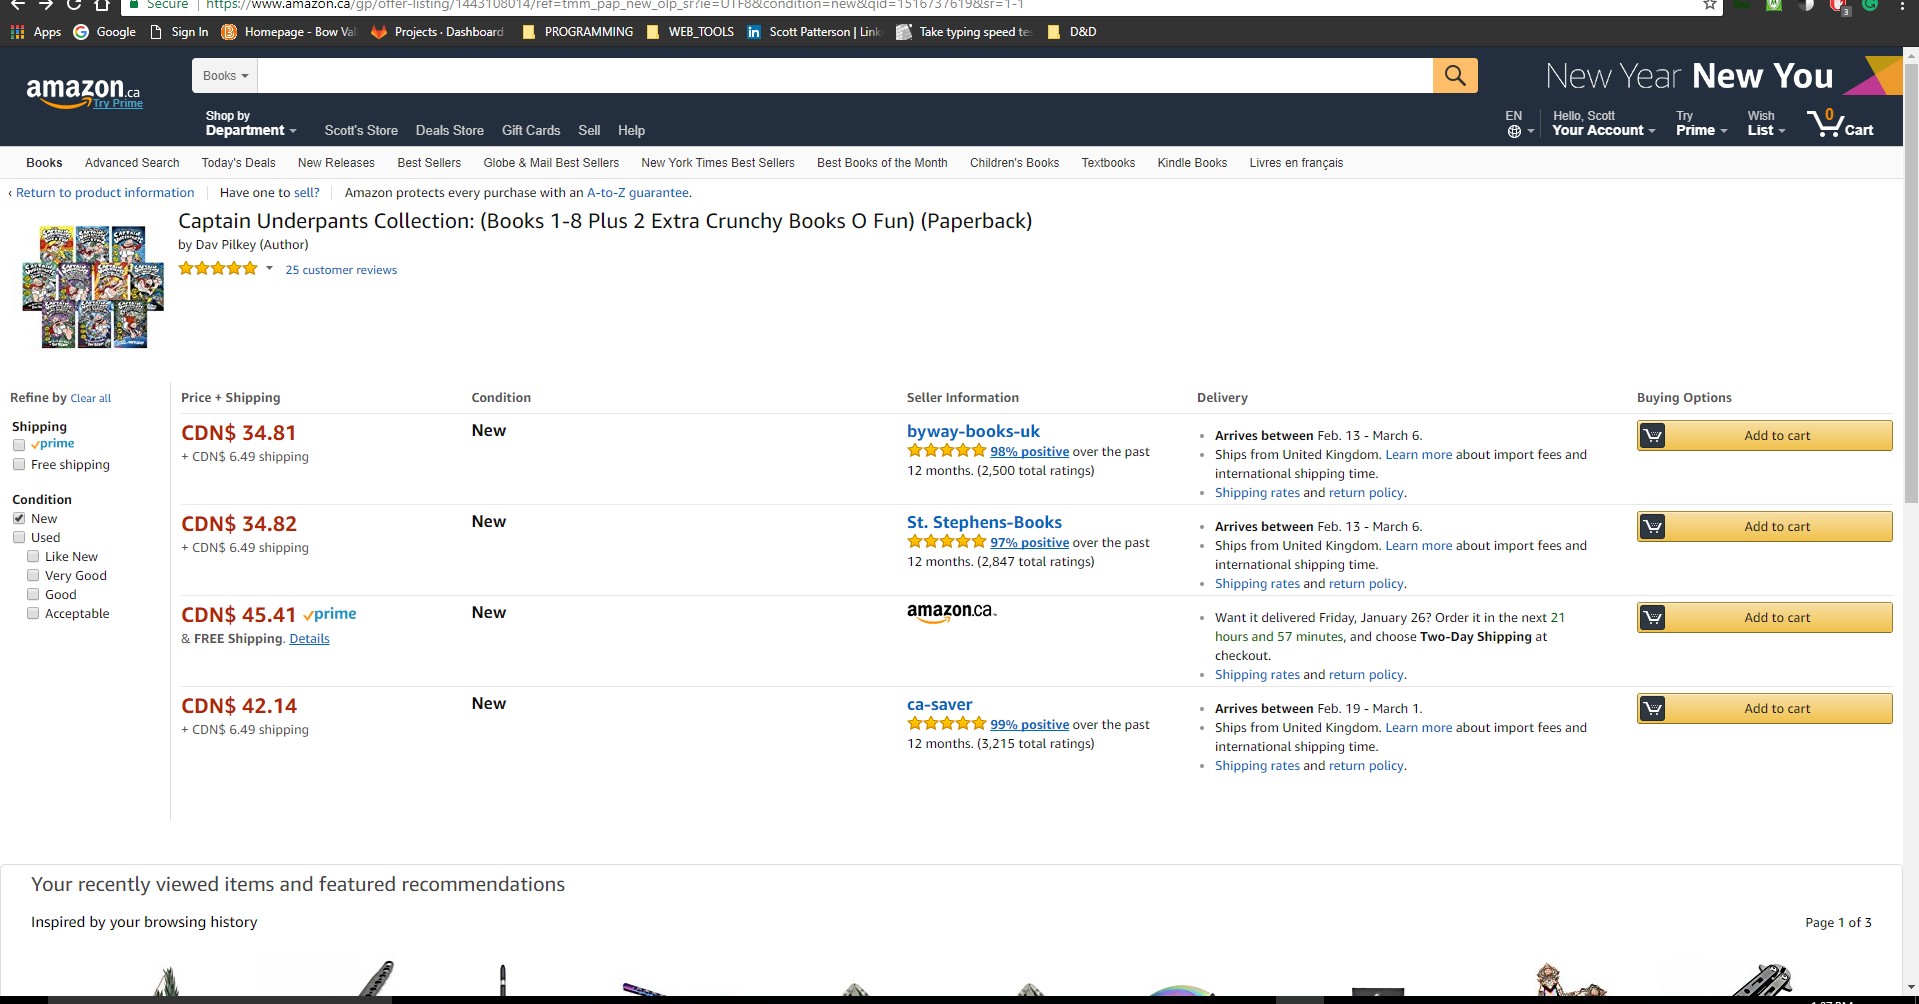 Secure https://www.amazon.ca/gp/offer-listing/1443108014/ref=tmm_pap_new_olp_sr?ie=UTF8&condition=new&qid=1516737619&sr=1-1
Apps Google Sign In Homepage - Bow Val Projects · Dashboard PROGRAMMING WEB_TOOLS Scott Patterson | Link Take typing speed tes D&D
amazon.ca
Try Prime
Books
New Year New You
Shop by
Department
Scott's Store Deals Store Gift Cards Sell Help
EN
Hello, Scott
Your Account
Try
Prime
Wish
List
0
Cart
Books Advanced Search Today's Deals New Releases Best Sellers Globe & Mail Best Sellers New York Times Best Sellers Best Books of the Month Children's Books Textbooks Kindle Books Livres en français
‹ Return to product information Have one to sell? Amazon protects every purchase with an A-to-Z guarantee.
Captain Underpants Collection: (Books 1-8 Plus 2 Extra Crunchy Books O Fun) (Paperback)
by Dav Pilkey (Author)
25 customer reviews
Refine by Clear all
Shipping
prime
Free shipping
Condition
New
Used
Like New
Very Good
Good
Acceptable
Price + Shipping Condition Seller Information Delivery Buying Options
CDN$ 34.81
+ CDN$ 6.49 shipping
New
byway-books-uk
98% positive over the past
12 months. (2,500 total ratings)
Arrives between Feb. 13 - March 6.
Ships from United Kingdom. Learn more about import fees and
international shipping time.
Shipping rates and return policy.
Add to cart
CDN$ 34.82
+ CDN$ 6.49 shipping
New
St. Stephens-Books
97% positive over the past
12 months. (2,847 total ratings)
Arrives between Feb. 13 - March 6.
Ships from United Kingdom. Learn more about import fees and
international shipping time.
Shipping rates and return policy.
Add to cart
CDN$ 45.41 prime
& FREE Shipping. Details
New
amazon.ca
Want it delivered Friday, January 26? Order it in the next 21
hours and 57 minutes, and choose Two-Day Shipping at
checkout.
Shipping rates and return policy.
Add to cart
CDN$ 42.14
+ CDN$ 6.49 shipping
New
ca-saver
99% positive over the past
12 months. (3,215 total ratings)
Arrives between Feb. 19 - March 1.
Ships from United Kingdom. Learn more about import fees and
international shipping time.
Shipping rates and return policy.
Add to cart
Your recently viewed items and featured recommendations
Inspired by your browsing history
Page 1 of 3